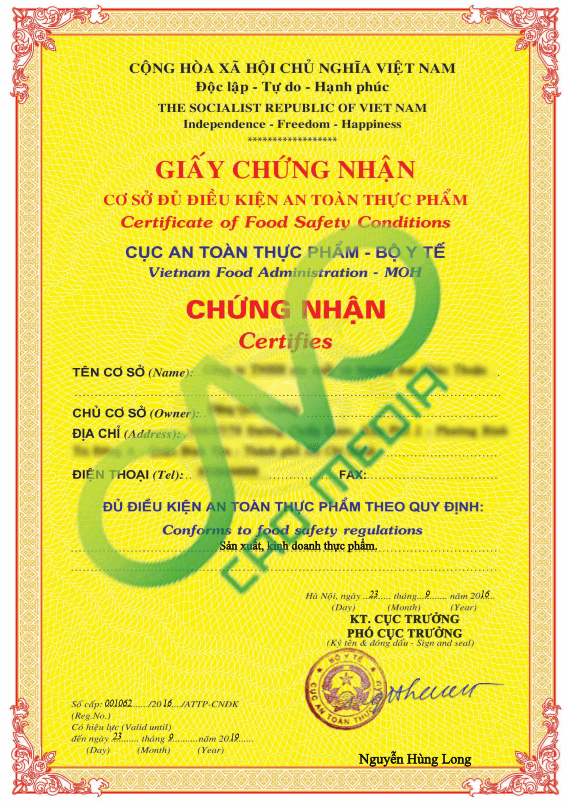 CỘNG HÒA XÃ HỘI CHỦ NGHĨA VIỆT NAM
Độc lập - Tự do - Hạnh phúc
THE SOCIALIST REPUBLIC OF VIET NAM
Independence - Freedom - Happiness
******************
GIẤY CHỨNG NHẬN
CƠ SỞ ĐỦ ĐIỀU KIỆN AN TOÀN THỰC PHẨM
Certificate of Food Safety Conditions
CỤC AN TOÀN THỰC PHẨM - BỘ Y TẾ
Vietnam Food Administration - MOH
CHỨNG NHẬN
Certifies
TÊN CƠ SỞ (Name):
CHỦ CƠ SỞ (Owner):
ĐỊA CHỈ (Address):
ĐIỆN THOẠI (Tel): FAX:
CAO MEDIA
ĐỦ ĐIỀU KIỆN AN TOÀN THỰC PHẨM THEO QUY ĐỊNH:
Conforms to food safety regulations
Sản xuất, kinh doanh thực phẩm.
Hà Nội, ngày 23 tháng 9 năm 2016
(Day) (Month) (Year)
KT. CỤC TRƯỞNG
PHÓ CỤC TRƯỞNG
(Ký tên & đóng dấu - Sign and seal)
BỘ Y TẾ
CỤC AN TOÀN THỰC
Số cấp: 001062/2016/ATTP-CNĐK
(Reg.No.)
Có hiệu lực (Valid until)
đến ngày 23 tháng 9 năm 2019
(Day) (Month) (Year)
Nguyễn Hùng Long